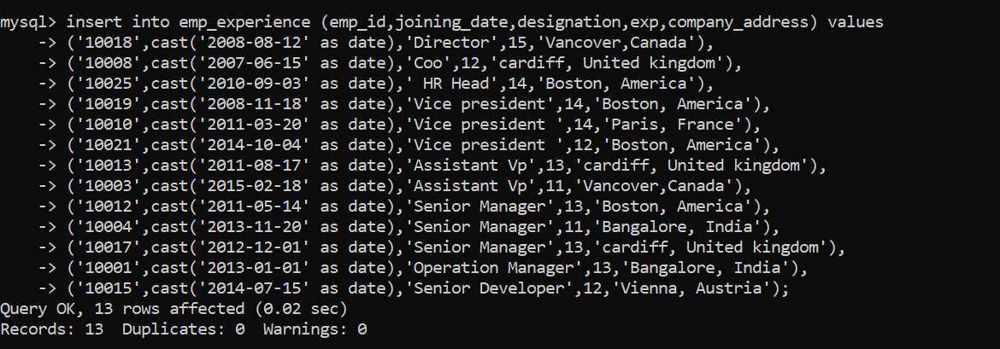 mysql> insert into emp_experience (emp_id,joining_date,designation,exp,company_address) values
    -> ('10018',cast('2008-08-12' as date),'Director',15,'Vancover,Canada'),
    -> ('10008',cast('2007-06-15' as date),'Coo',12,'cardiff, United kingdom'),
    -> ('10025',cast('2010-09-03' as date),' HR Head',14,'Boston, America'),
    -> ('10019',cast('2008-11-18' as date),'Vice president',14,'Boston, America'),
    -> ('10010',cast('2011-03-20' as date),'Vice president ',14,'Paris, France'),
    -> ('10021',cast('2014-10-04' as date),'Vice president ',12,'Boston, America'),
    -> ('10013',cast('2011-08-17' as date),'Assistant Vp',13,'cardiff, United kingdom'),
    -> ('10003',cast('2015-02-18' as date),'Assistant Vp',11,'Vancover,Canada'),
    -> ('10012',cast('2011-05-14' as date),'Senior Manager',13,'Boston, America'),
    -> ('10004',cast('2013-11-20' as date),'Senior Manager',11,'Bangalore, India'),
    -> ('10017',cast('2012-12-01' as date),'Senior Manager',13,'cardiff, United kingdom'),
    -> ('10001',cast('2013-01-01' as date),'Operation Manager',13,'Bangalore, India'),
    -> ('10015',cast('2014-07-15' as date),'Senior Developer',12,'Vienna, Austria');
Query OK, 13 rows affected (0.02 sec)
Records: 13  Duplicates: 0  Warnings: 0